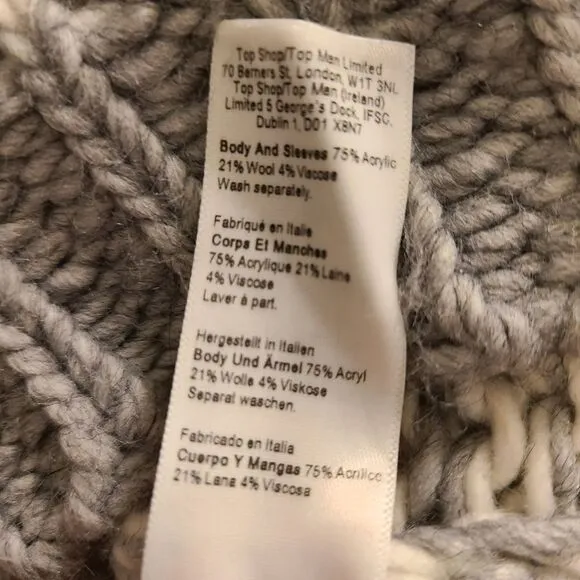 Top Shop/Top Man Limited
70 Berners St, London, W1T 3NL
Top Shop/Top Man (Ireland)
Limited 5 George's Dock, IFSC,
Dublin 1, D01 X8N7
Body And Sleeves 75% Acrylic
21% Wool 4% Viscose
Wash separately.
Fabriqué en Italie
Corps Et Manches
75% Acrylique 21% Laine
4% Viscose
Laver à part.
Hergestellt in Italien
Body Und Ärmel 75% Acryl
21% Wolle 4% Viskose
Separat waschen.
Fabricado en Italia
Cuerpo Y Mangas 75% Acrílico
21% Lana 4% Viscosa